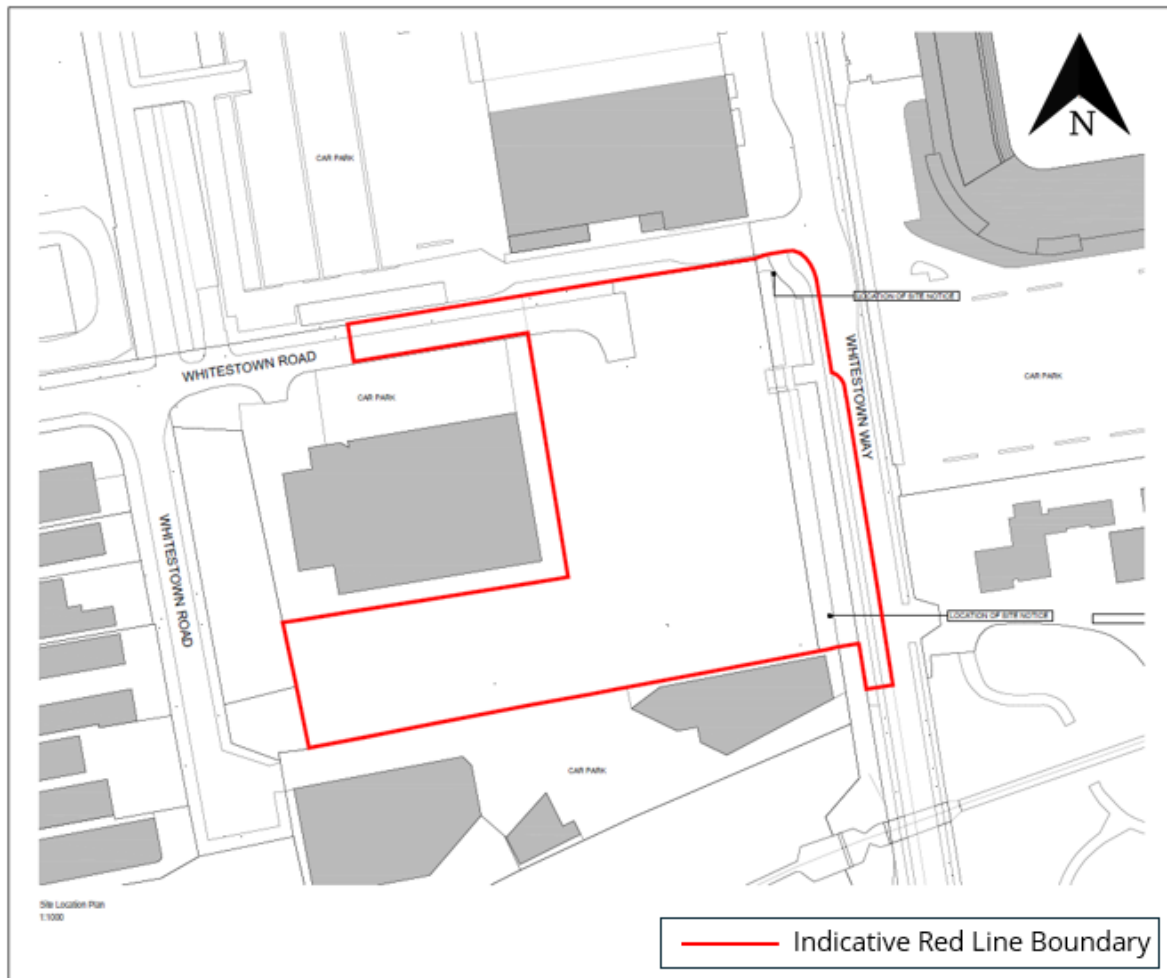 N
CAR PARK
LOCATION OF SITE NOTICE
WHITESTOWN ROAD
WHITESTOWN WAY
CAR PARK
CAR PARK
WHITESTOWN ROAD
LOCATION OF SITE NOTICE
CAR PARK
Site Location Plan
1:1000
Indicative Red Line Boundary